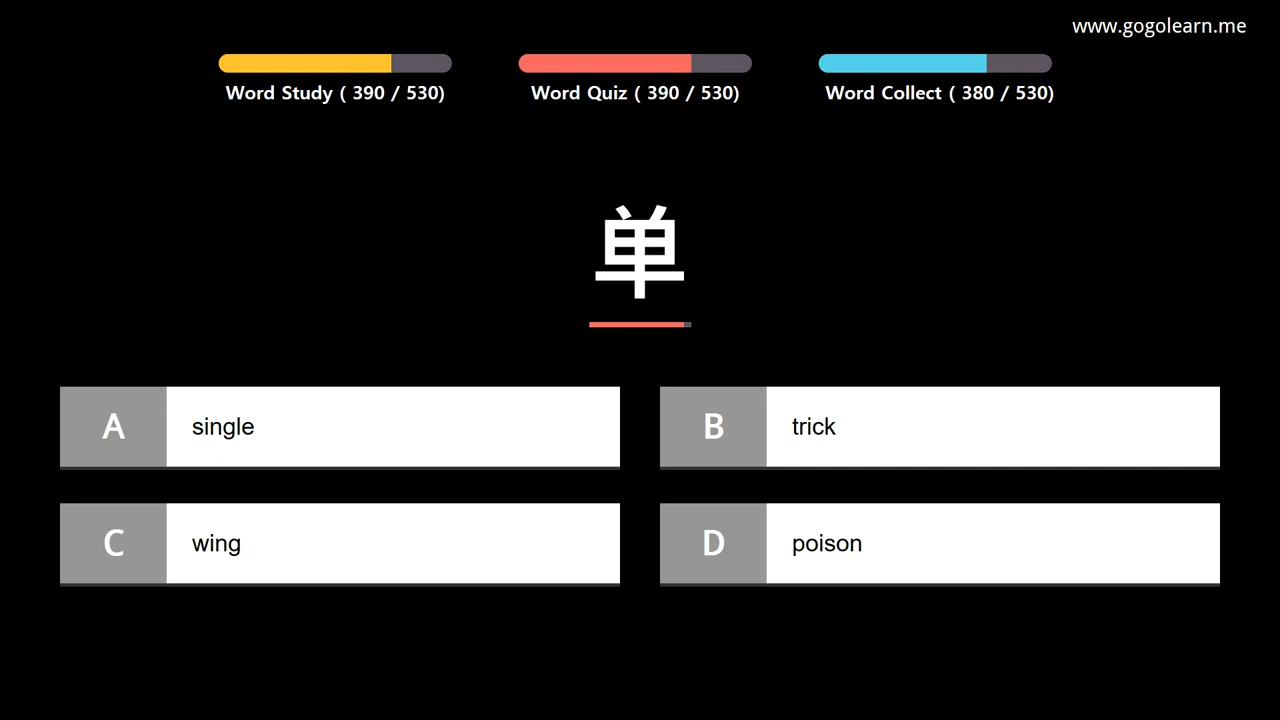 www.gogolearn.me
Word Study ( 390 / 530)
Word Quiz ( 390 / 530)
Word Collect ( 380 / 530)
单
A single
B trick
C wing
D poison